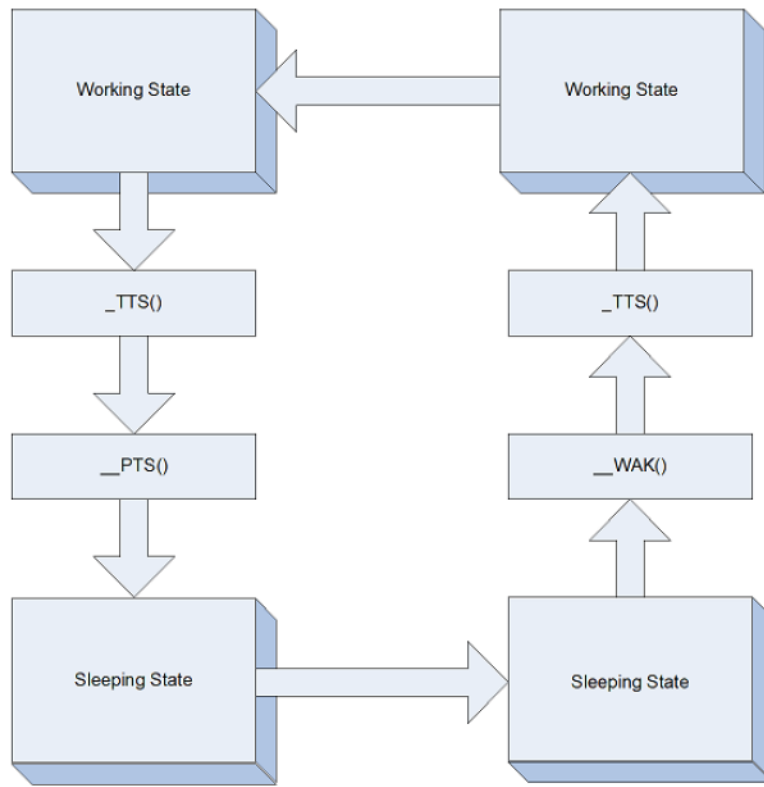 Working State
Working State
_TTS()
_TTS()
__PTS()
__WAK()
Sleeping State
Sleeping State